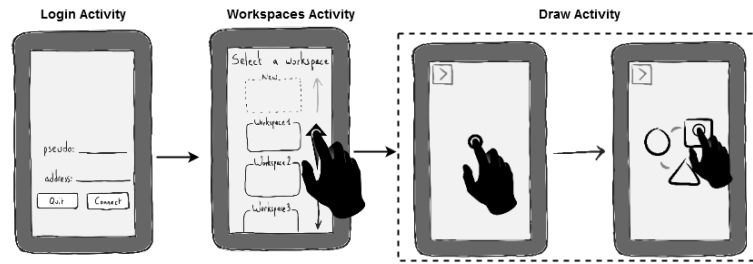 Login Activity
Workspaces Activity
Draw Activity
pseudo:
address:
Quit
Connect
Select a workspace
New
Workspace 1
Workspace 2
Workspace 3